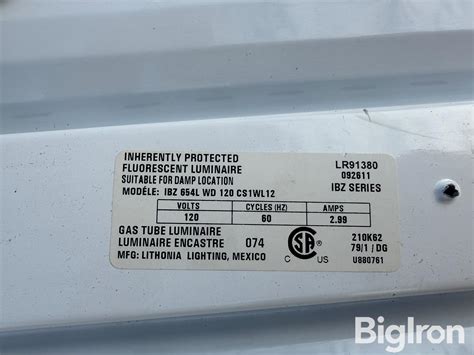 INHERENTLY PROTECTED
FLUORESCENT LUMINAIRE
SUITABLE FOR DAMP LOCATION
MODÉLE: IBZ 654L WD 120 CS1WL12
LR91380
092611
IBZ SERIES
VOLTS CYCLES (HZ) AMPS
120 60 2.99
GAS TUBE LUMINAIRE
LUMINAIRE ENCASTRE 074
MFG.: LITHONIA LIGHTING, MEXICO
SA
C US
210K62
79/1/DG
U880761
BigIron